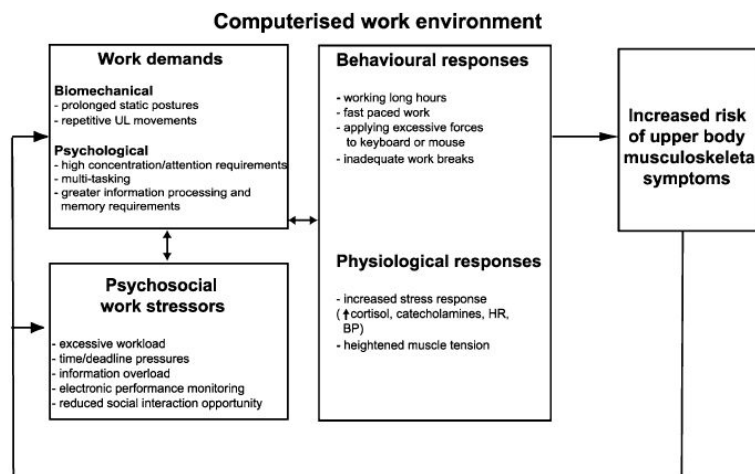 Computerised work environment
Work demands
Biomechanical
- prolonged static postures
- repetitive UL movements
Psychological
- high concentration/attention requirements
- multi-tasking
- greater information processing and
memory requirements
Psychosocial
work stressors
- excessive workload
- time/deadline pressures
- information overload
- electronic performance monitoring
- reduced social interaction opportunity
Behavioural responses
- working long hours
- fast paced work
- applying excessive forces
to keyboard or mouse
- inadequate work breaks
Physiological responses
- increased stress response
(↑cortisol, catecholamines, HR,
BP)
- heightened muscle tension
Increased risk
of upper body
musculoskeleta
symptoms